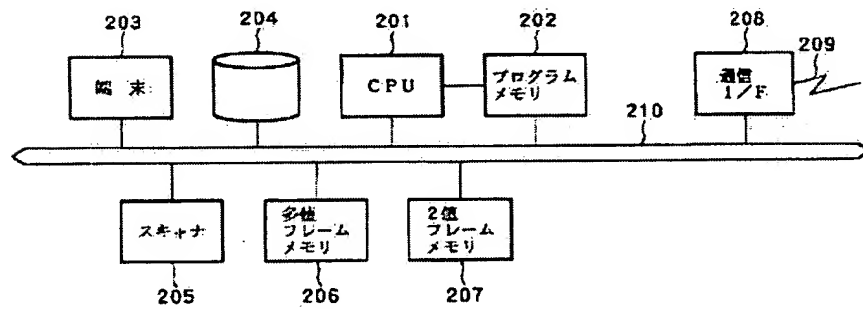 203
204
201
202
208
209
端末
CPU
プログラム
メモリ
通信
I/F
210
スキャナ
多値
フレーム
メモリ
2値
フレーム
メモリ
205
206
207